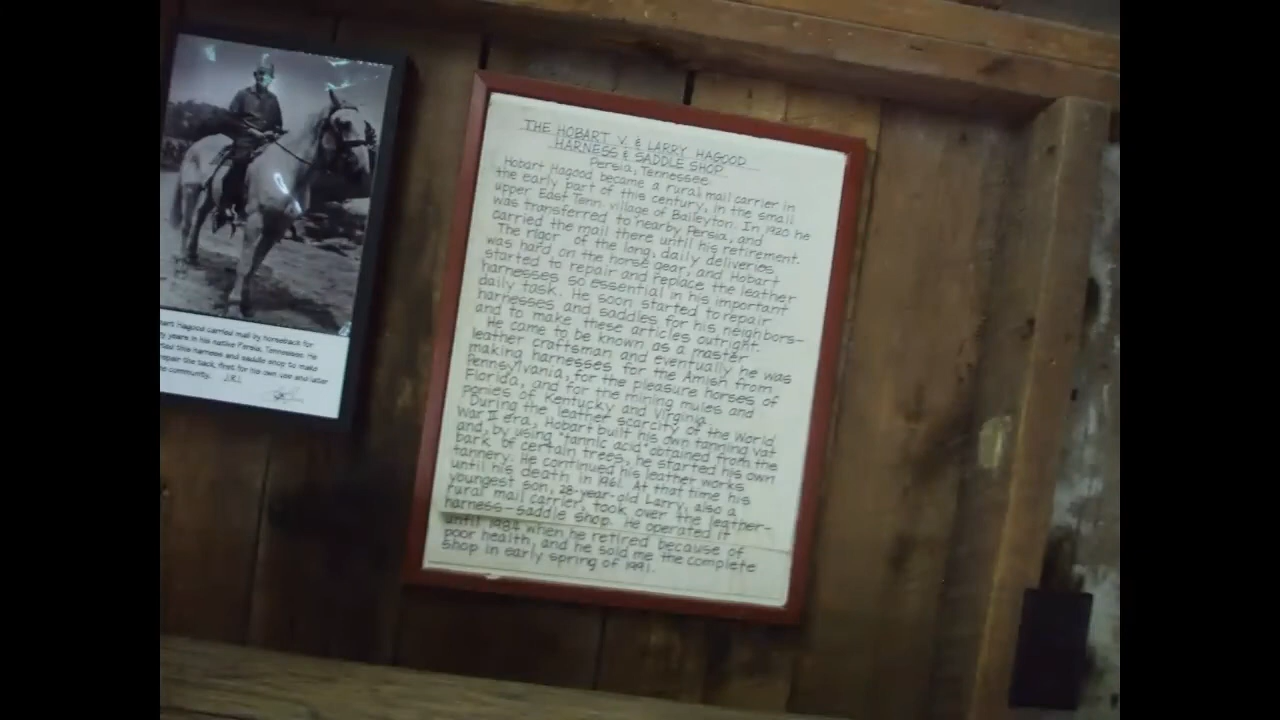 THE HOBART V. & LARRY HAGOOD
HARNESS & SADDLE SHOP
Persia, Tennessee.
Hobart Hagood became a rural mail carrier in
the early part of this century, in the small
upper East Tenn. village of Baileyton. In 1920 he
was transferred to nearby Persia, and
carried the mail there until his retirement.
The rigor of the long, daily deliveries
was hard on the horse gear, and Hobart
started to repair and replace the leather
harnesses so essential in his important
daily task. He soon started to repair
harnesses and saddles for his neighbors-
and to make these articles outright.
He came to be known as a master
leather craftsman and eventually he was
making harnesses for the Amish from
Pennsylvania, for the pleasure horses of
Florida, and for the mining mules and
ponies of Kentucky and Virginia.
During the leather scarcity of the World
War II era, Hobart built his own tanning vat
and, by using "tannic acid" obtained from the
bark of certain trees, he started his own
tannery. He continued his leather works
until his death in 1961. At that time his
youngest son, 28-year-old Larry, also a
rural mail carrier, took over the leather-
harness-saddle shop. He operated it
until 1984 when he retired because of
poor health, and he sold me the complete
shop in early spring of 1991.
Hagood carried mail by horseback for
years in his native Persia, Tennessee. He
this harness and saddle shop to make
repair the tack, first for his own use and later
community. J.R.I.